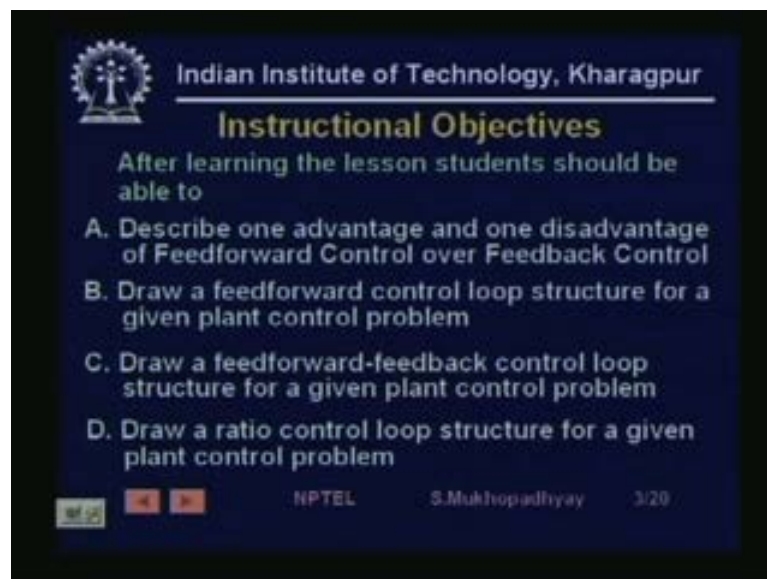 Indian Institute of Technology, Kharagpur
Instructional Objectives
After learning the lesson students should be
able to
A. Describe one advantage and one disadvantage
of Feedforward Control over Feedback Control
B. Draw a feedforward control loop structure for a
given plant control problem
C. Draw a feedforward-feedback control loop
structure for a given plant control problem
D. Draw a ratio control loop structure for a given
plant control problem
NPTEL S.Mukhopadhyay 3/20